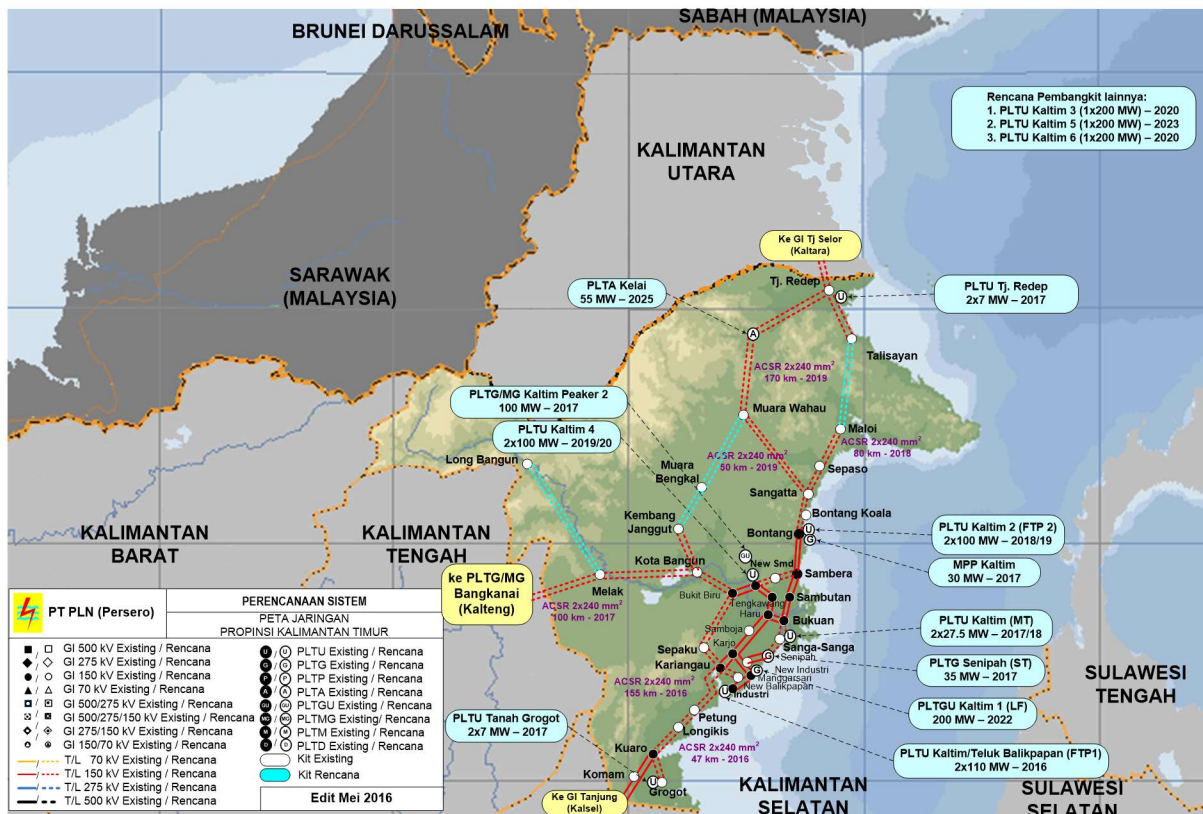 BRUNEI DARUSSALAM
SABAH (MALAYSIA)
Rencana Pembangkit lainnya:
1. PLTU Kaltim 3 (1x200 MW) – 2020
2. PLTU Kaltim 5 (1x200 MW) – 2023
3. PLTU Kaltim 6 (1x200 MW) – 2020
KALIMANTAN
UTARA
SARAWAK
(MALAYSIA)
Ke GI Tj Selor
(Kaltara)
Tj. Redep
PLTA Kelai
55 MW – 2025
PLTU Tj. Redep
2x7 MW – 2017
U
A
Talisayan
ACSR 2x240 mm²
170 km - 2019
PLTG/MG Kaltim Peaker 2
100 MW – 2017
Muara Wahau
PLTU Kaltim 4
2x100 MW – 2019/20
Maloi
ACSR 2x240 mm²
80 km - 2018
Long Bangun
ACSR 2x240 mm²
50 km - 2019
Muara
Bengkal
Sepaso
Sangatta
Bontang Koala
Kembang
Janggut
KALIMANTAN
BARAT
KALIMANTAN
TENGAH
Bontang
U
G
PLTU Kaltim 2 (FTP 2)
2x100 MW – 2018/19
GU
New Smd
U
Kota Bangun
Sambera
MPP Kaltim
30 MW – 2017
ke PLTG/MG
Bangkanai
(Kalteng)
Melak
ACSR 2x240 mm²
100 km - 2017
Bukit Biru
Tengkawang
Sambutan
Haru
Bukuan
PLTU Kaltim (MT)
2x27.5 MW – 2017/18
Samboja
U
Sanga-Sanga
Karjo
Sepaku
G
Senipah
PLTG Senipah (ST)
35 MW – 2017
Kariangau
New Industri
G
Manggarsari
New Balikpapan
ACSR 2x240 mm²
155 km - 2016
U
Industri
PLTGU Kaltim 1 (LF)
200 MW – 2022
SULAWESI
TENGAH
PLTU Tanah Grogot
2x7 MW – 2017
Petung
Longikis
PLTU Kaltim/Teluk Balikpapan (FTP1)
2x110 MW – 2016
Kuaro
ACSR 2x240 mm²
47 km - 2016
Komam
U
Grogot
Ke GI Tanjung
(Kalsel)
KALIMANTAN
SELATAN
SULAWESI
SELATAN
PT PLN (Persero)
PERENCANAAN SISTEM
PETA JARINGAN
PROPINSI KALIMANTAN TIMUR
GI 500 kV Existing / Rencana
GI 275 kV Existing / Rencana
GI 150 kV Existing / Rencana
GI 70 kV Existing / Rencana
GI 500/275 kV Existing / Rencana
GI 500/275/150 kV Existing / Rencana
GI 275/150 kV Existing / Rencana
GI 150/70 kV Existing / Rencana
T/L 70 kV Existing / Rencana
T/L 150 kV Existing / Rencana
T/L 275 kV Existing / Rencana
T/L 500 kV Existing / Rencana
U / U PLTU Existing / Rencana
G / G PLTG Existing / Rencana
P / P PLTP Existing / Rencana
A / A PLTA Existing / Rencana
GU / GU PLTGU Existing / Rencana
MG / MG PLTMG Existing/ Rencana
M / M PLTM Existing / Rencana
D / D PLTD Existing / Rencana
Kit Existing
Kit Rencana
Edit Mei 2016